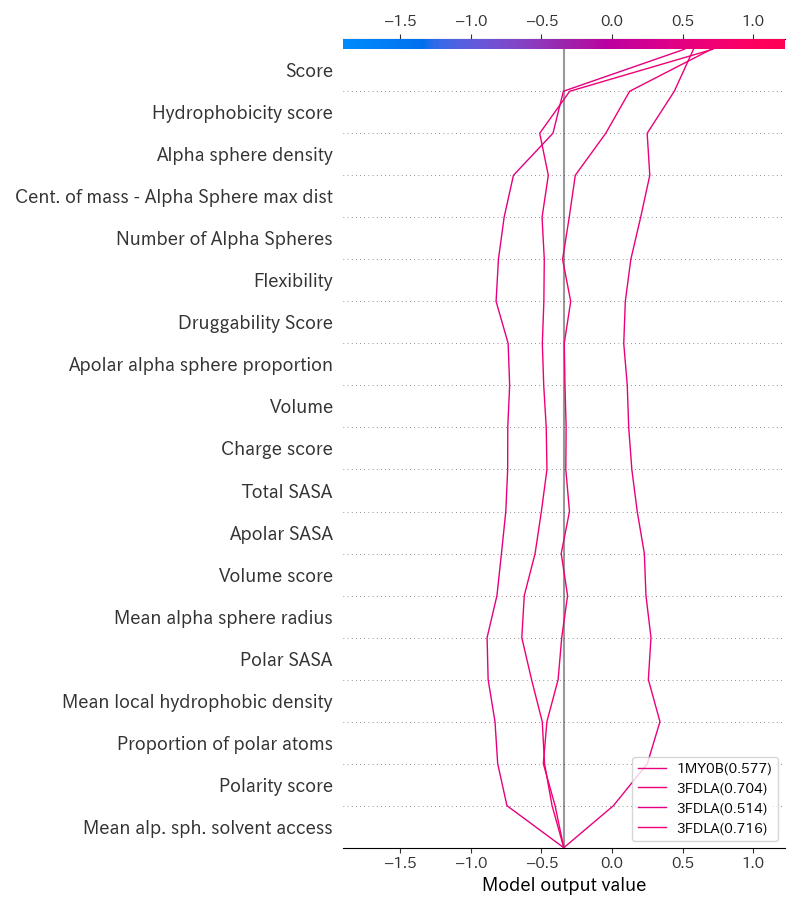 −1.5 −1.0 −0.5 0.0 0.5 1.0
Score
Hydrophobicity score
Alpha sphere density
Cent. of mass - Alpha Sphere max dist
Number of Alpha Spheres
Flexibility
Druggability Score
Apolar alpha sphere proportion
Volume
Charge score
Total SASA
Apolar SASA
Volume score
Mean alpha sphere radius
Polar SASA
Mean local hydrophobic density
Proportion of polar atoms
Polarity score
Mean alp. sph. solvent access
1MY0B(0.577)
3FDLA(0.704)
3FDLA(0.514)
3FDLA(0.716)
−1.5 −1.0 −0.5 0.0 0.5 1.0
Model output value